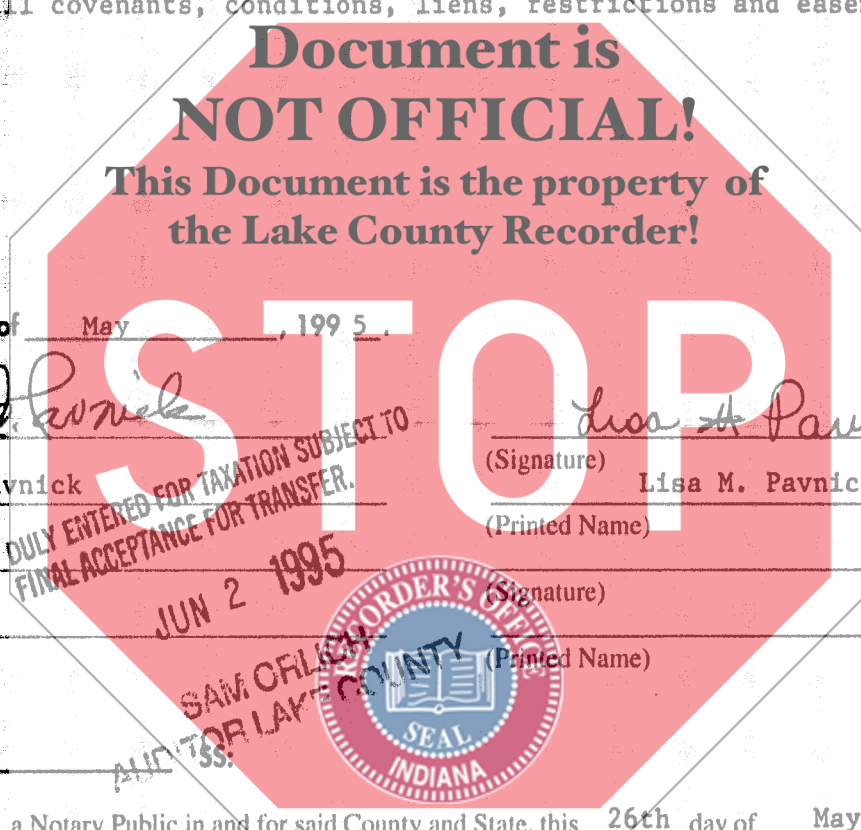 ll covenants, conditions, liens, restrictions and ease
Document is
NOT OFFICIAL!
This Document is the property of
the Lake County Recorder!
STOP
of May , 199 5 .
Pavnick Lisa M Pav
(Signature)
vnick Lisa M. Pavnic
(Printed Name)
DULY ENTERED FOR TAXATION SUBJECT TO
FINAL ACCEPTANCE FOR TRANSFER.
JUN 2 1995
(Signature)
(Printed Name)
SAM ORLICH
AUDITOR LAKE COUNTY
SS:
RECORDER'S OFFICE
SEAL
INDIANA
a Notary Public in and for said County and State, this 26th day of May